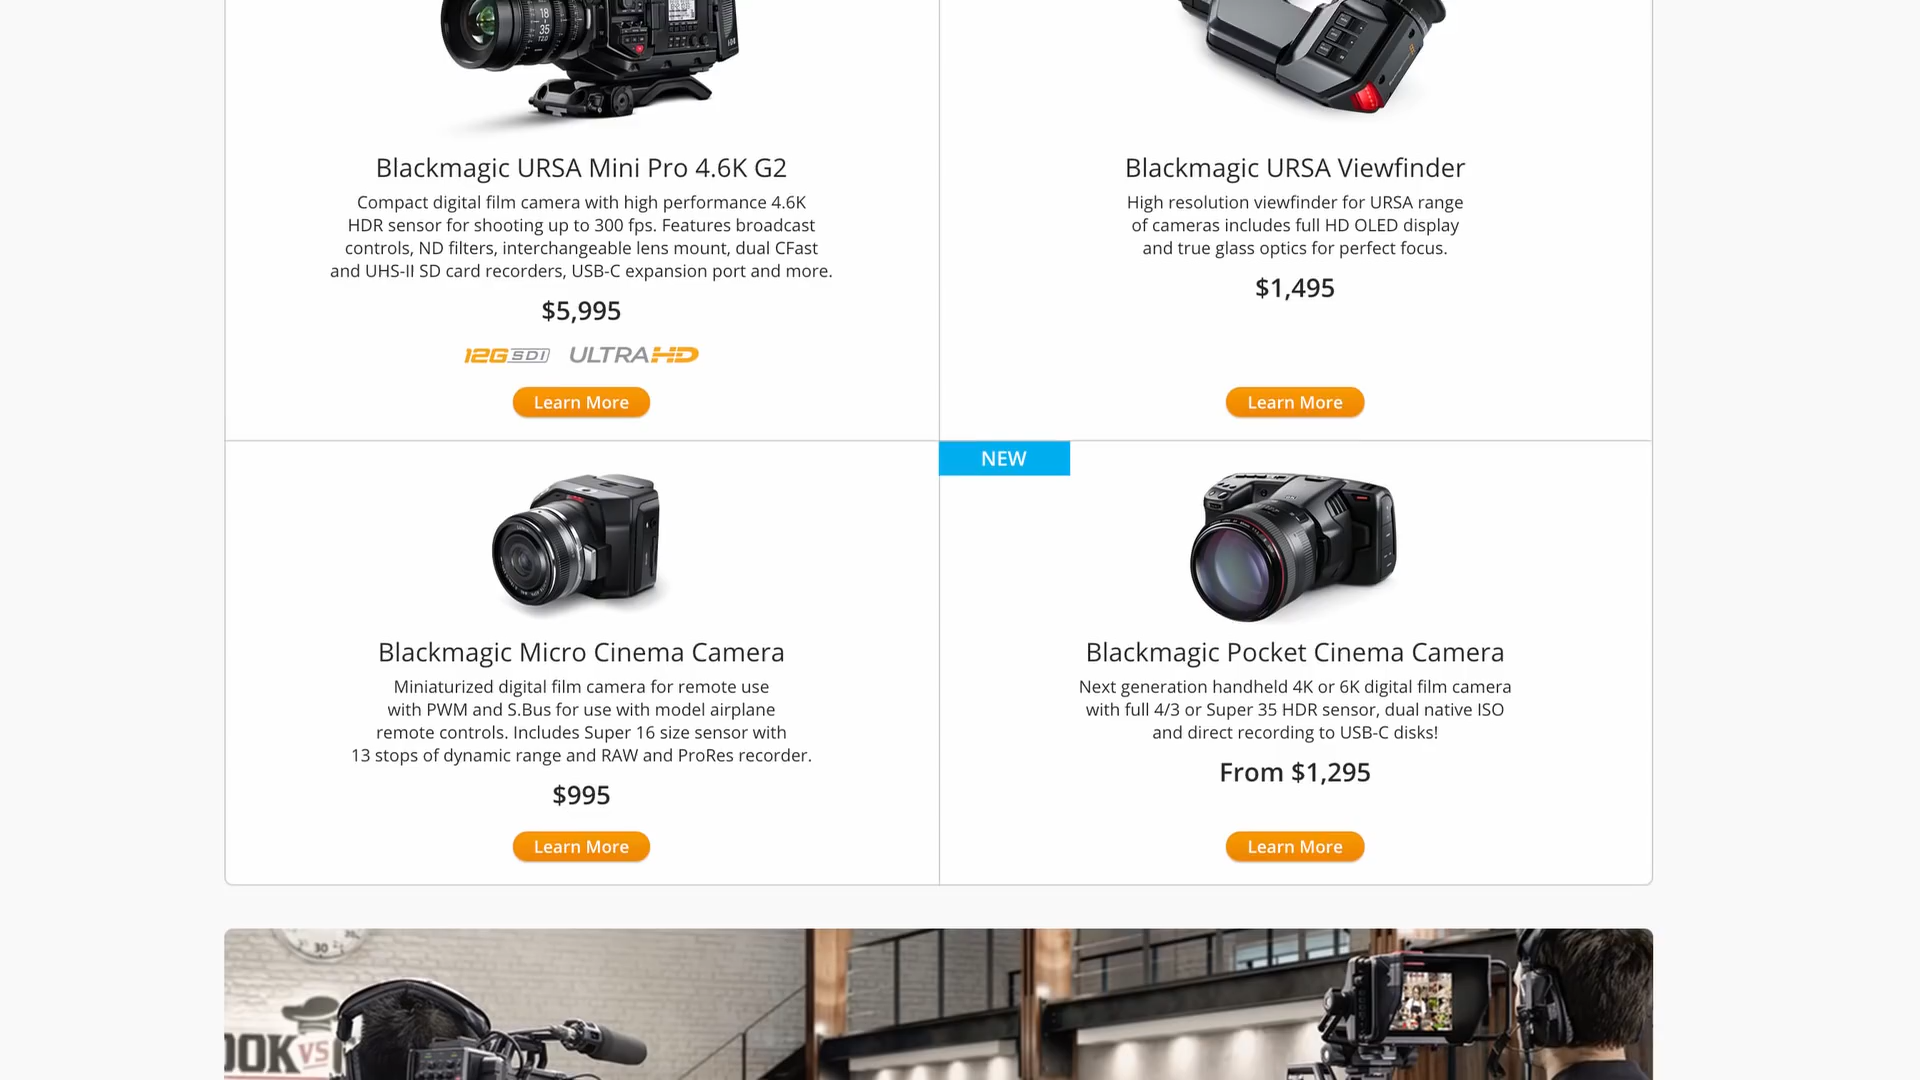 18
35
T2.0
Blackmagic URSA Mini Pro 4.6K G2
Compact digital film camera with high performance 4.6K
HDR sensor for shooting up to 300 fps. Features broadcast
controls, ND filters, interchangeable lens mount, dual CFast
and UHS-II SD card recorders, USB-C expansion port and more.
$5,995
12G SDI ULTRA HD
Learn More
Blackmagic URSA Viewfinder
High resolution viewfinder for URSA range
of cameras includes full HD OLED display
and true glass optics for perfect focus.
$1,495
Learn More
Blackmagic Micro Cinema Camera
Miniaturized digital film camera for remote use
with PWM and S.Bus for use with model airplane
remote controls. Includes Super 16 size sensor with
13 stops of dynamic range and RAW and ProRes recorder.
$995
Learn More
NEW
Blackmagic Pocket Cinema Camera
Next generation handheld 4K or 6K digital film camera
with full 4/3 or Super 35 HDR sensor, dual native ISO
and direct recording to USB-C disks!
From $1,295
Learn More
30
OOK VS